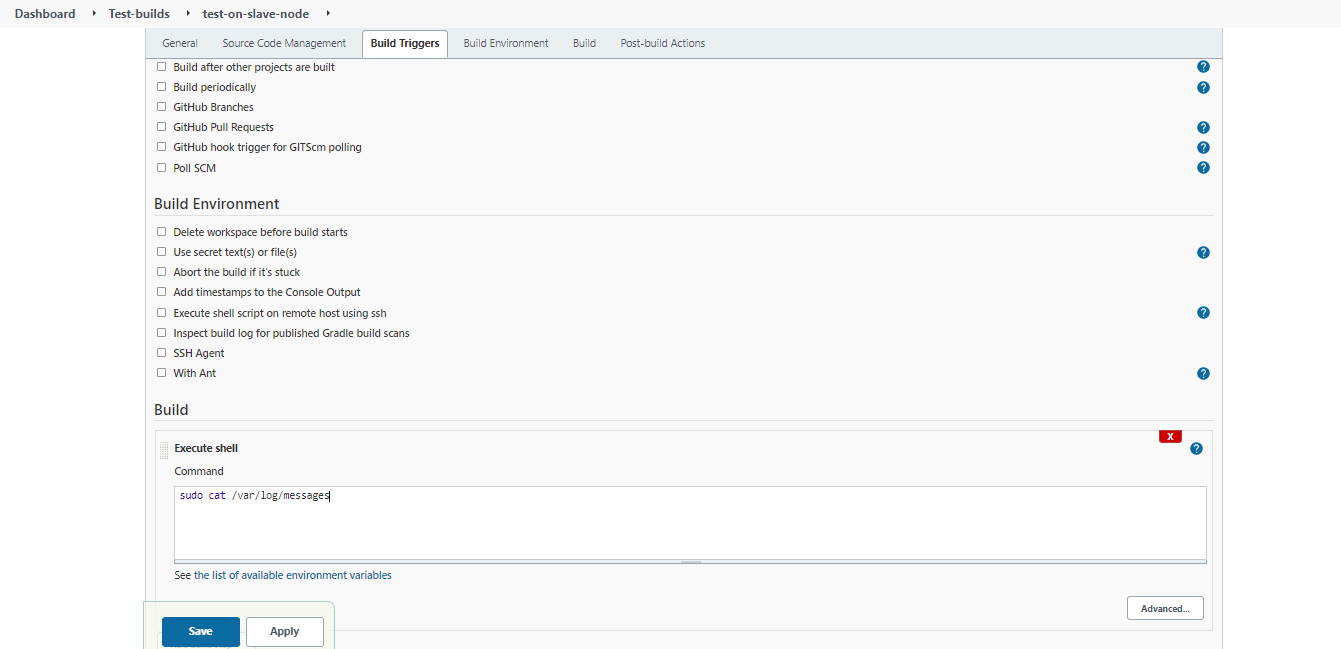 Dashboard Test-builds test-on-slave-node
General Source Code Management Build Triggers Build Environment Build Post-build Actions
Build after other projects are built ?
Build periodically ?
GitHub Branches
GitHub Pull Requests ?
GitHub hook trigger for GITScm polling ?
Poll SCM ?
Build Environment
Delete workspace before build starts
Use secret text(s) or file(s) ?
Abort the build if it's stuck
Add timestamps to the Console Output
Execute shell script on remote host using ssh ?
Inspect build log for published Gradle build scans
SSH Agent
With Ant ?
Build
X
Execute shell ?
Command
sudo cat /var/log/messages
See the list of available environment variables
Advanced...
Save Apply